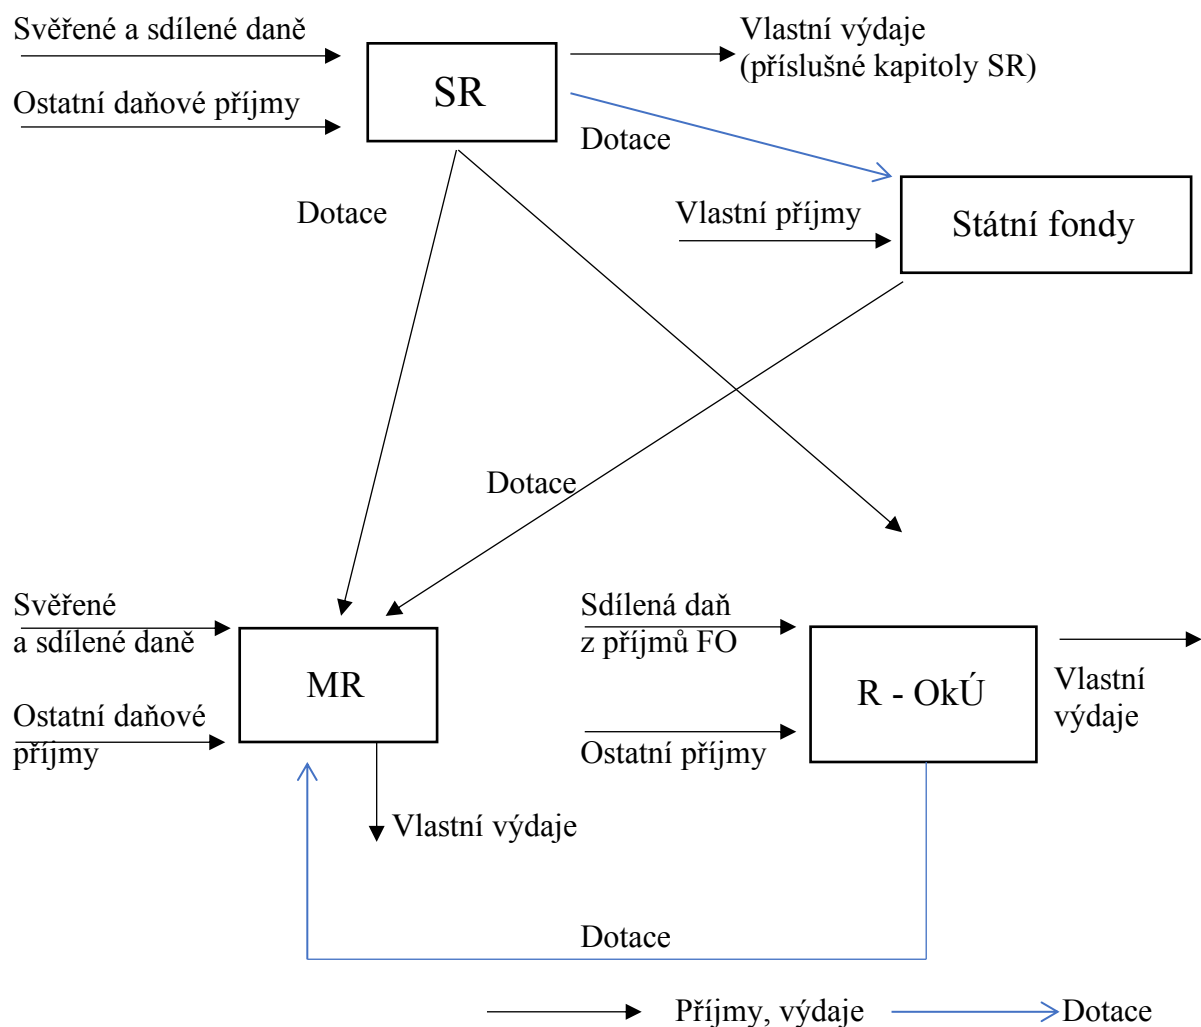 Svěřené a sdílené daně
Vlastní výdaje
(příslušné kapitoly SR)
SR
Ostatní daňové příjmy
Dotace
Dotace
Vlastní příjmy
Státní fondy
Dotace
Svěřené
a sdílené daně
MR
Ostatní daňové
příjmy
Sdílená daň
z příjmů FO
R - OkÚ
Vlastní
výdaje
Ostatní příjmy
Vlastní výdaje
Dotace
Příjmy, výdaje
Dotace